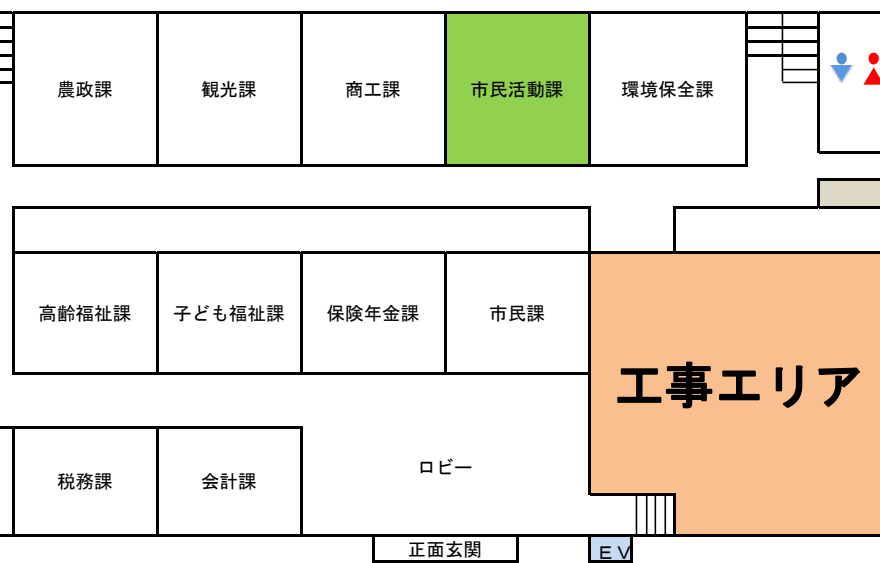 農政課
観光課
商工課
市民活動課
環境保全課
高齢福祉課
子ども福祉課
保険年金課
市民課
工事エリア
税務課
会計課
ロビー
正面玄関
ＥＶ